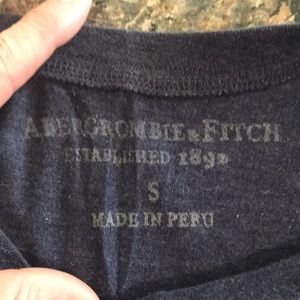 ABERCROMBIE & FITCH
ESTABLISHED 1892
S
MADE IN PERU